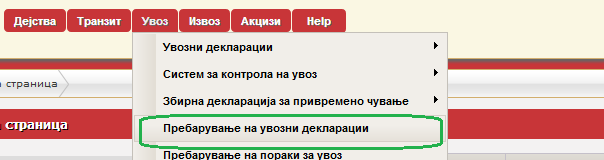 Дејства Транзит Увоз Извоз Акцизи Help
Увозни декларации
Систем за контрола на увоз
а страница
Збирна декларација за привремено чување
страница
Пребарување на увозни декларации
Пребарување на пораки за увоз